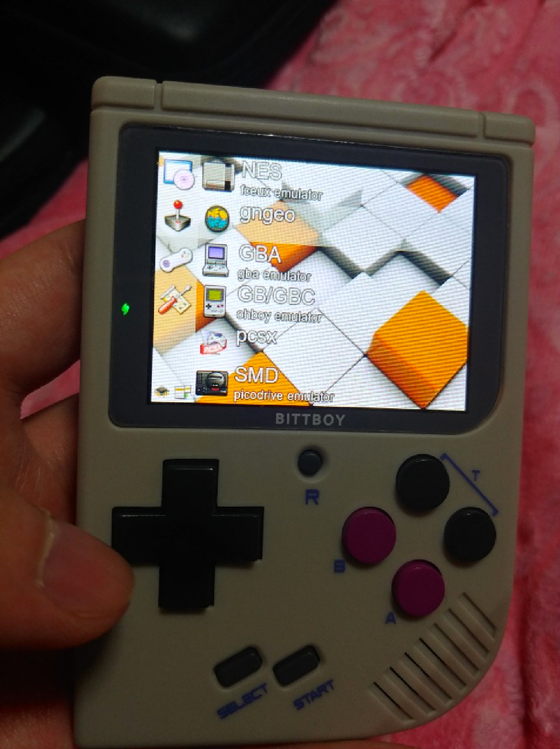 NES
fceux emulator
gngeo
GBA
gba emulator
GB/GBC
ohboy emulator
pcsx
SMD
picodrive emulator
BITTBOY
R
T
B
A
SELECT
START